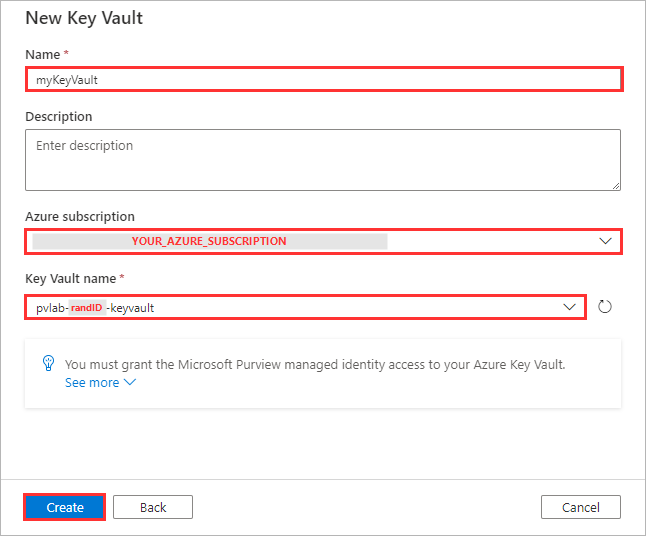 New Key Vault
Name *
myKeyVault
Description
Enter description
Azure subscription
YOUR_AZURE_SUBSCRIPTION
Key Vault name *
pvlab-randID-keyvault
You must grant the Microsoft Purview managed identity access to your Azure Key Vault.
See more
Create Back Cancel